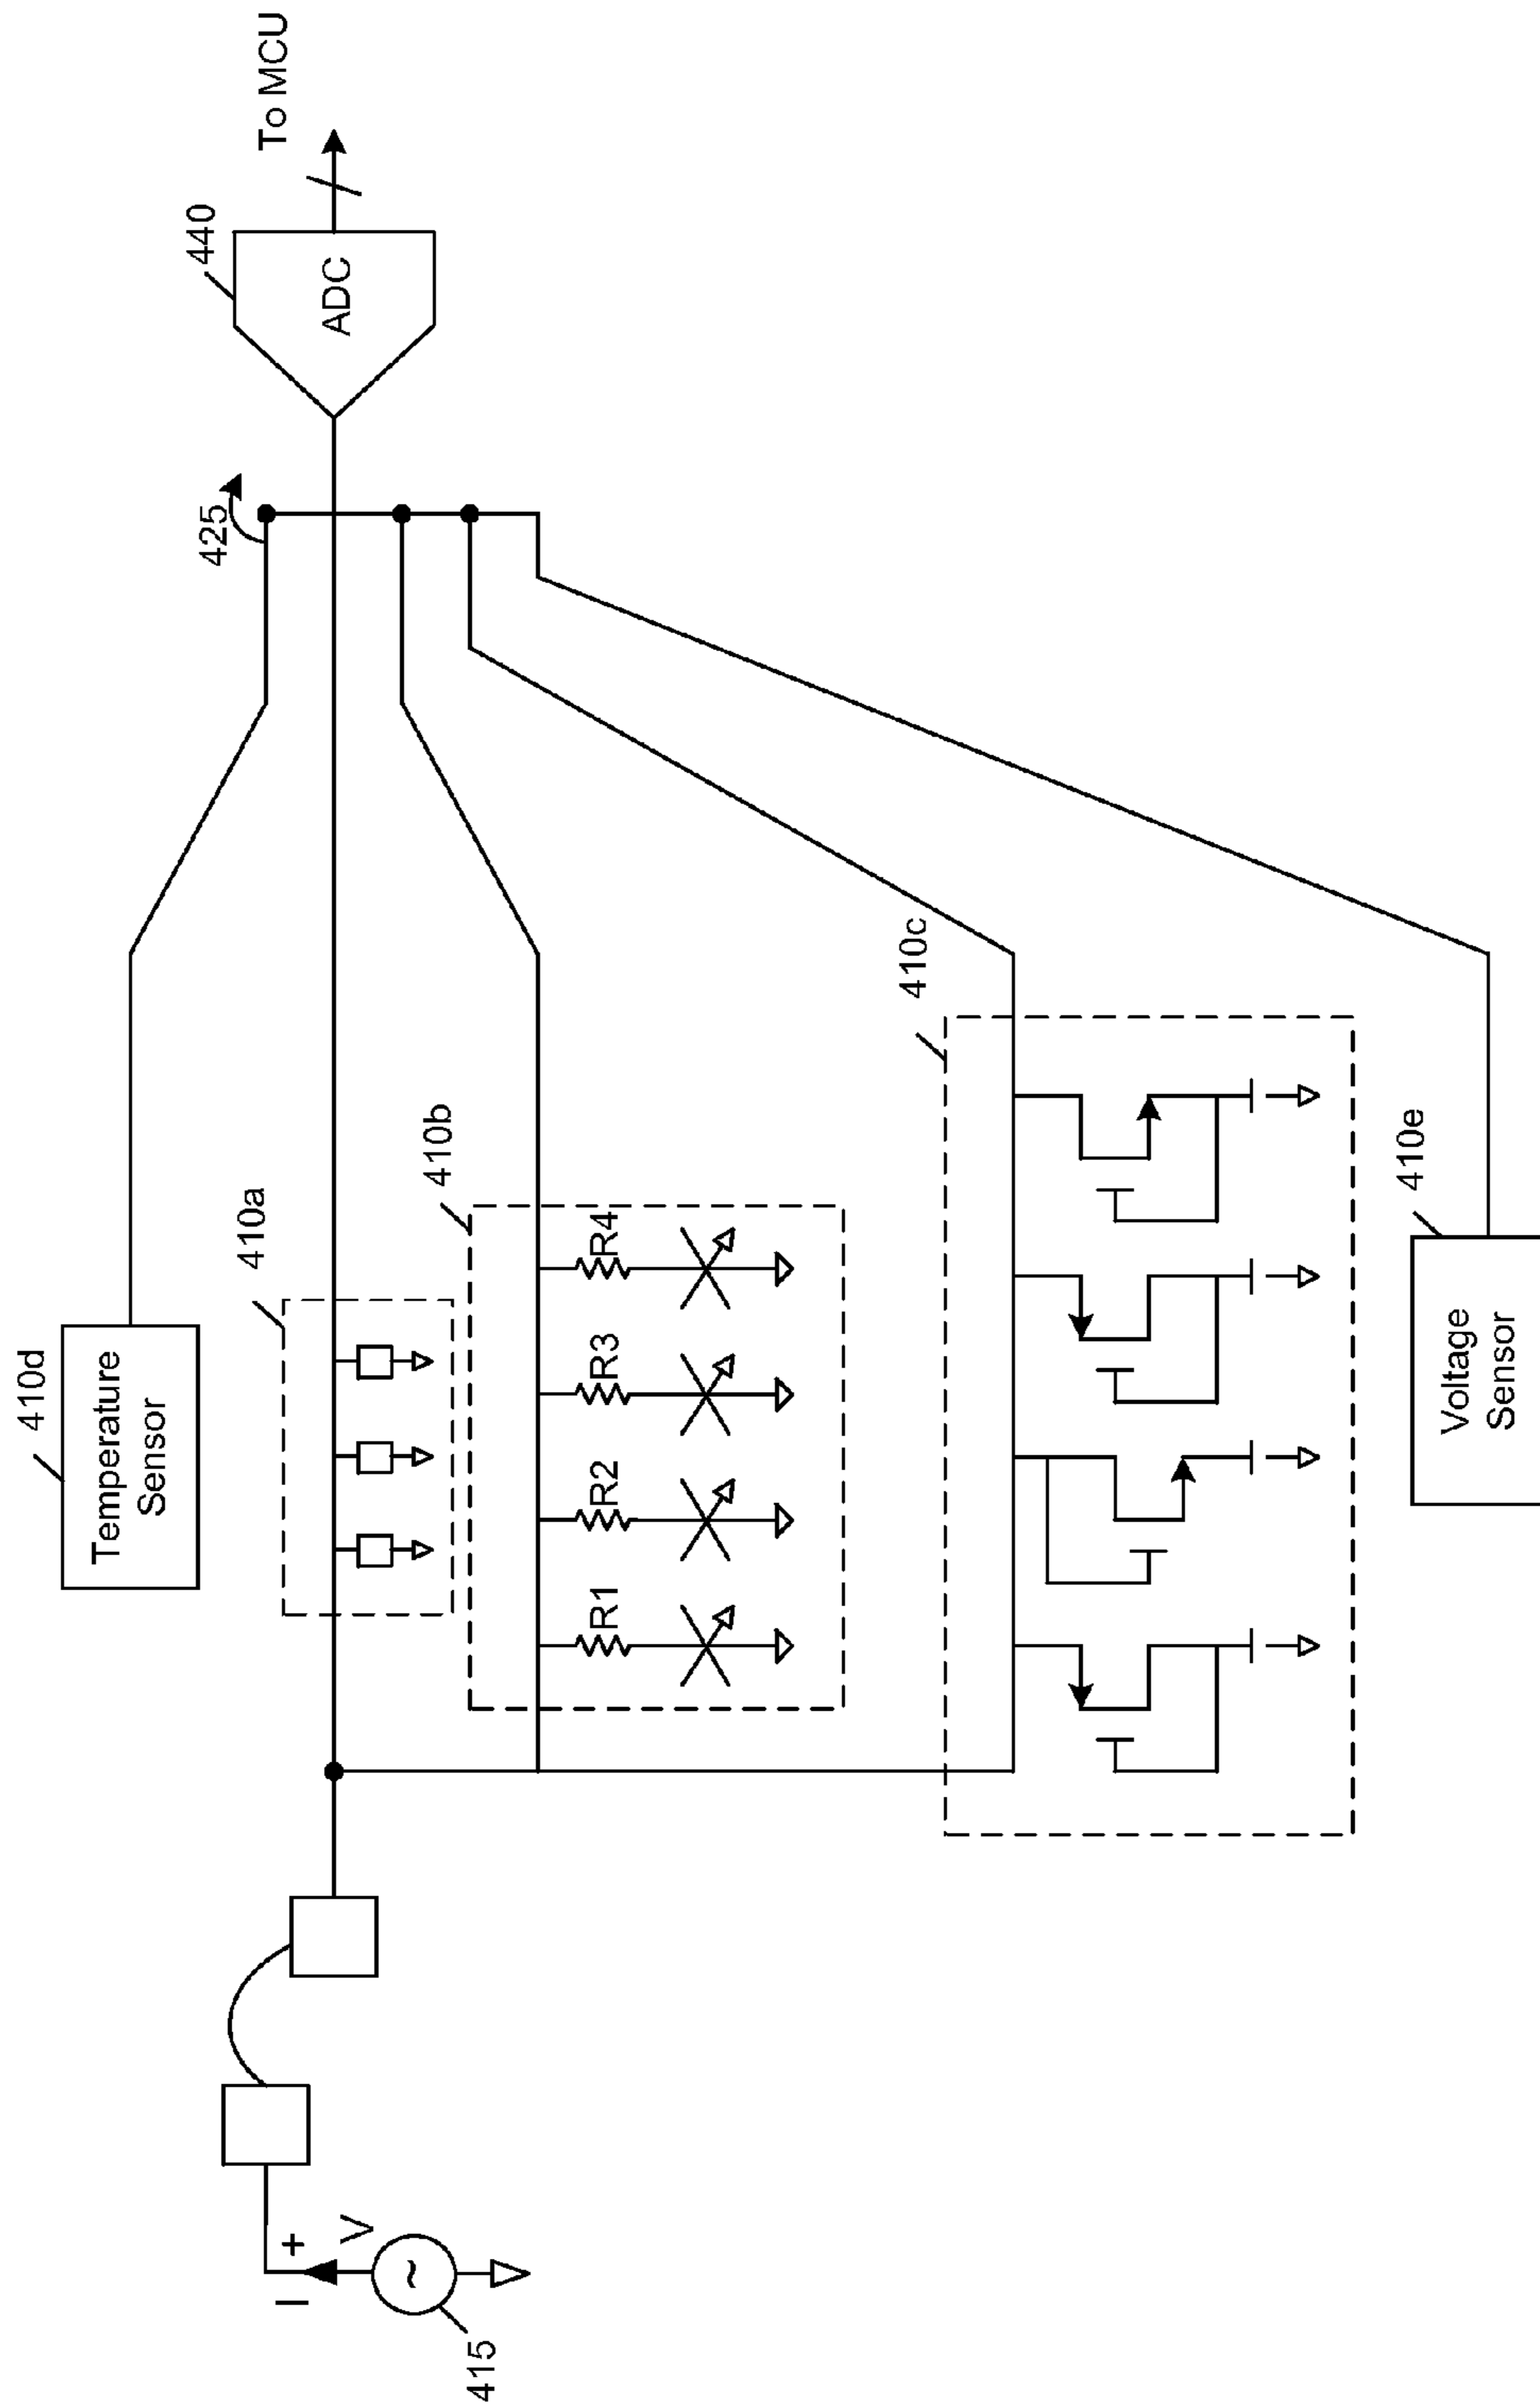 410d
Temperature
Sensor
425
440
ADC
To MCU
410a
410b
R1
R2
R3
R4
410c
410e
Voltage
Sensor
I
+
V
~
415